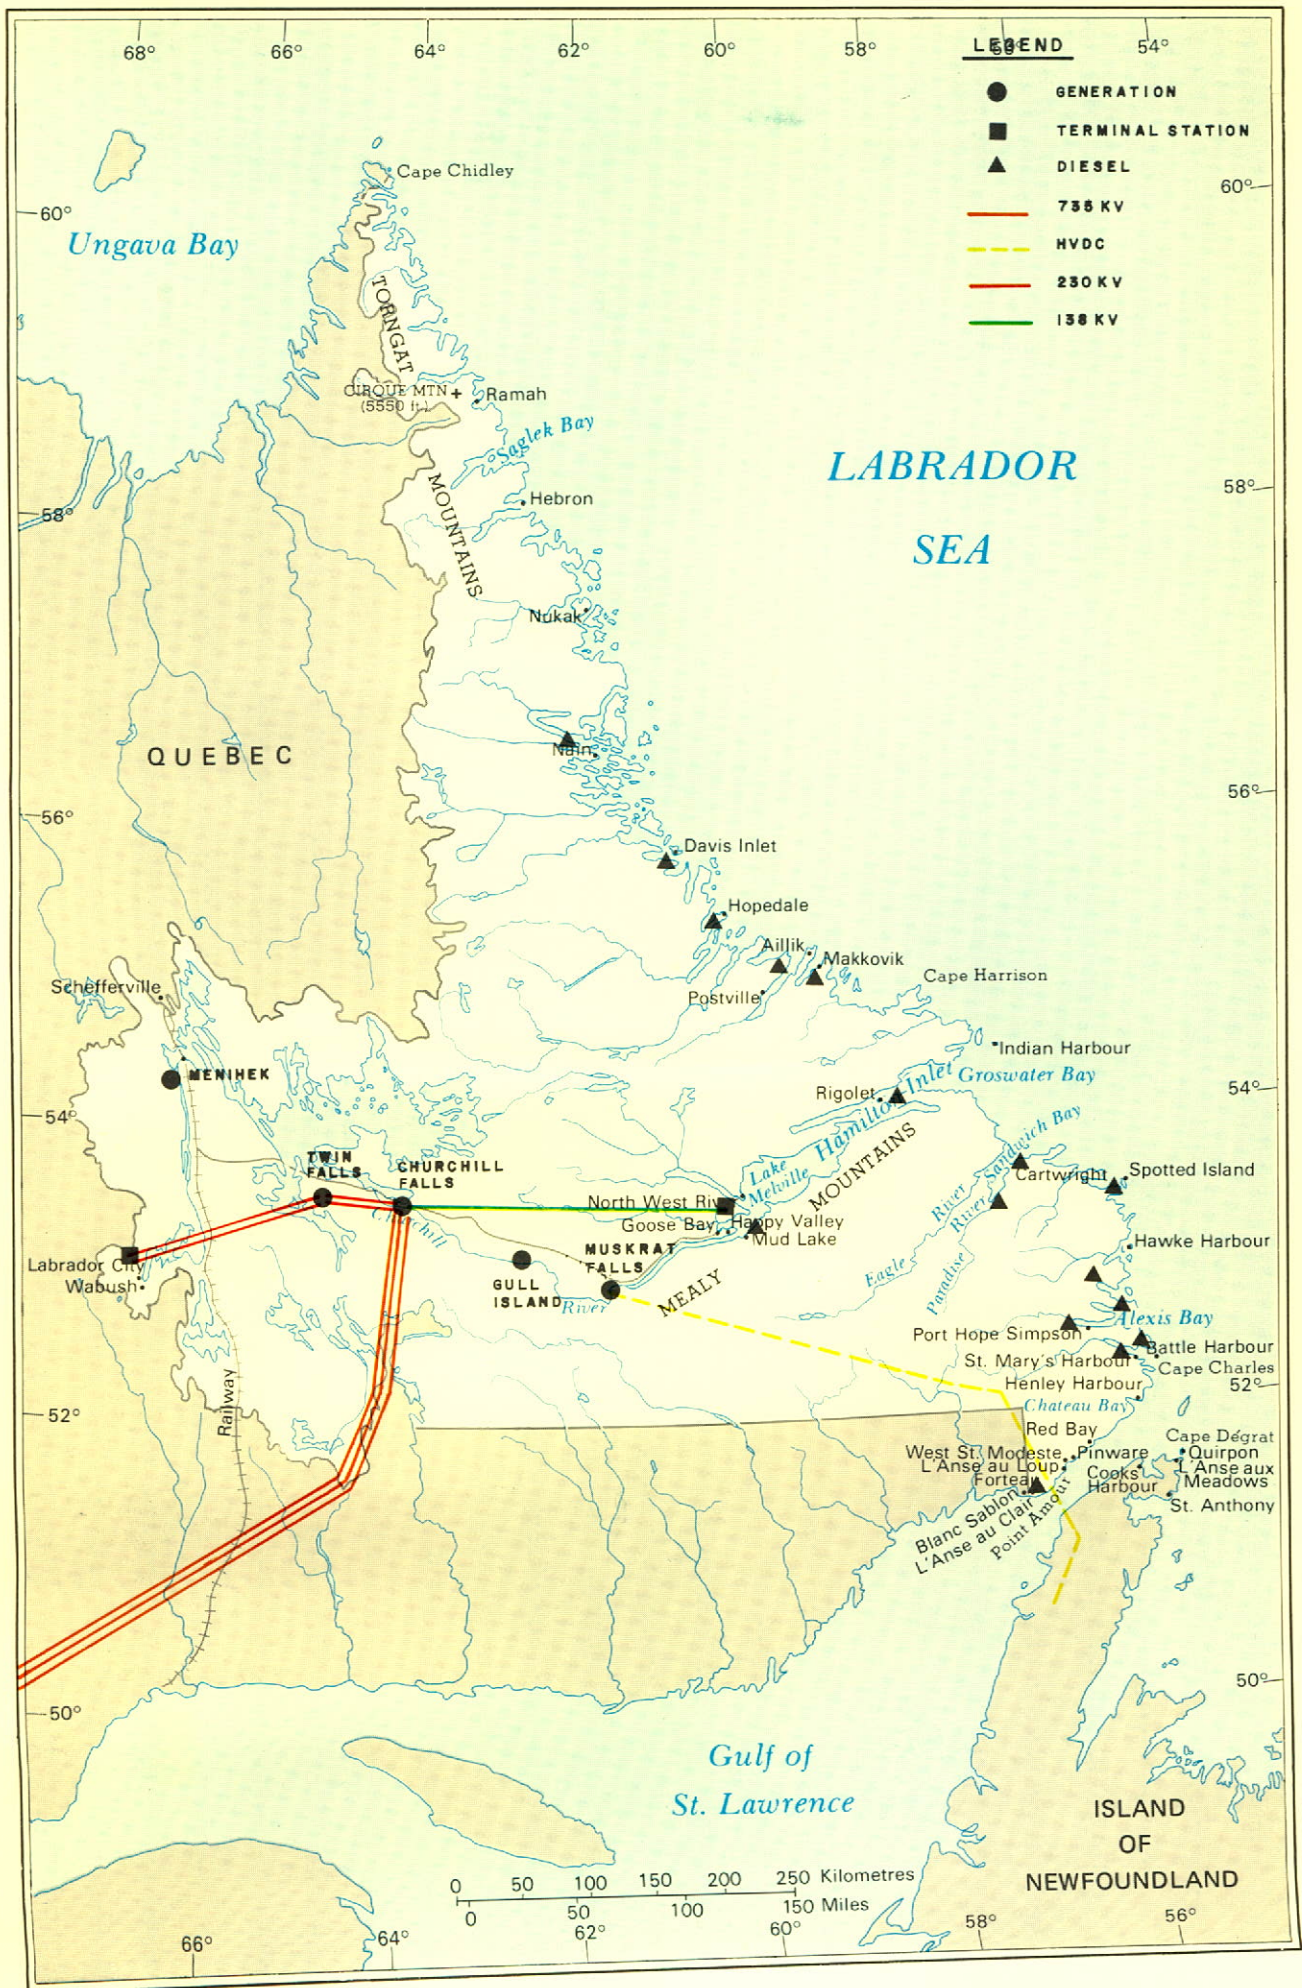 68°
66°
64°
62°
60°
58°
56°
54°
LEGEND
GENERATION
TERMINAL STATION
DIESEL
735 KV
HVDC
230 KV
138 KV
Cape Chidley
60°
60°
Ungava Bay
TORNGAT
CIRQUE MTN
(5550 ft.)
Ramah
Saglek Bay
LABRADOR
SEA
MOUNTAINS
Hebron
58°
58°
Nukak
QUEBEC
Nain
56°
56°
Davis Inlet
Hopedale
Aillik
Makkovik
Cape Harrison
Postville
Schefferville
Indian Harbour
MENIHEK
Groswater Bay
Rigolet
Hamilton Inlet
54°
54°
Sandwich Bay
MOUNTAINS
TWIN
FALLS
CHURCHILL
FALLS
Lake
Melville
Cartwright
Spotted Island
North West Riv
Goose Bay
Happy Valley
Mud Lake
Churchill
River
River
Hawke Harbour
MUSKRAT
FALLS
Labrador City
Wabush
GULL
ISLAND
River
MEALY
Eagle
Paradise
Alexis Bay
Port Hope Simpson
Battle Harbour
St. Mary's Harbour
Cape Charles
Henley Harbour
52°
52°
Chateau Bay
Railway
Red Bay
Cape Degrat
West St. Modeste
Pinware
Quirpon
L'Anse au Loup
Cooks
Harbour
L'Anse aux
Meadows
Forteau
St. Anthony
Blanc Sablon
L'Anse au Clair
Point Amour
50°
50°
Gulf of
St. Lawrence
ISLAND
OF
NEWFOUNDLAND
0 50 100 150 200 250 Kilometres
0 50 100 150 Miles
66°
64°
62°
60°
58°
56°